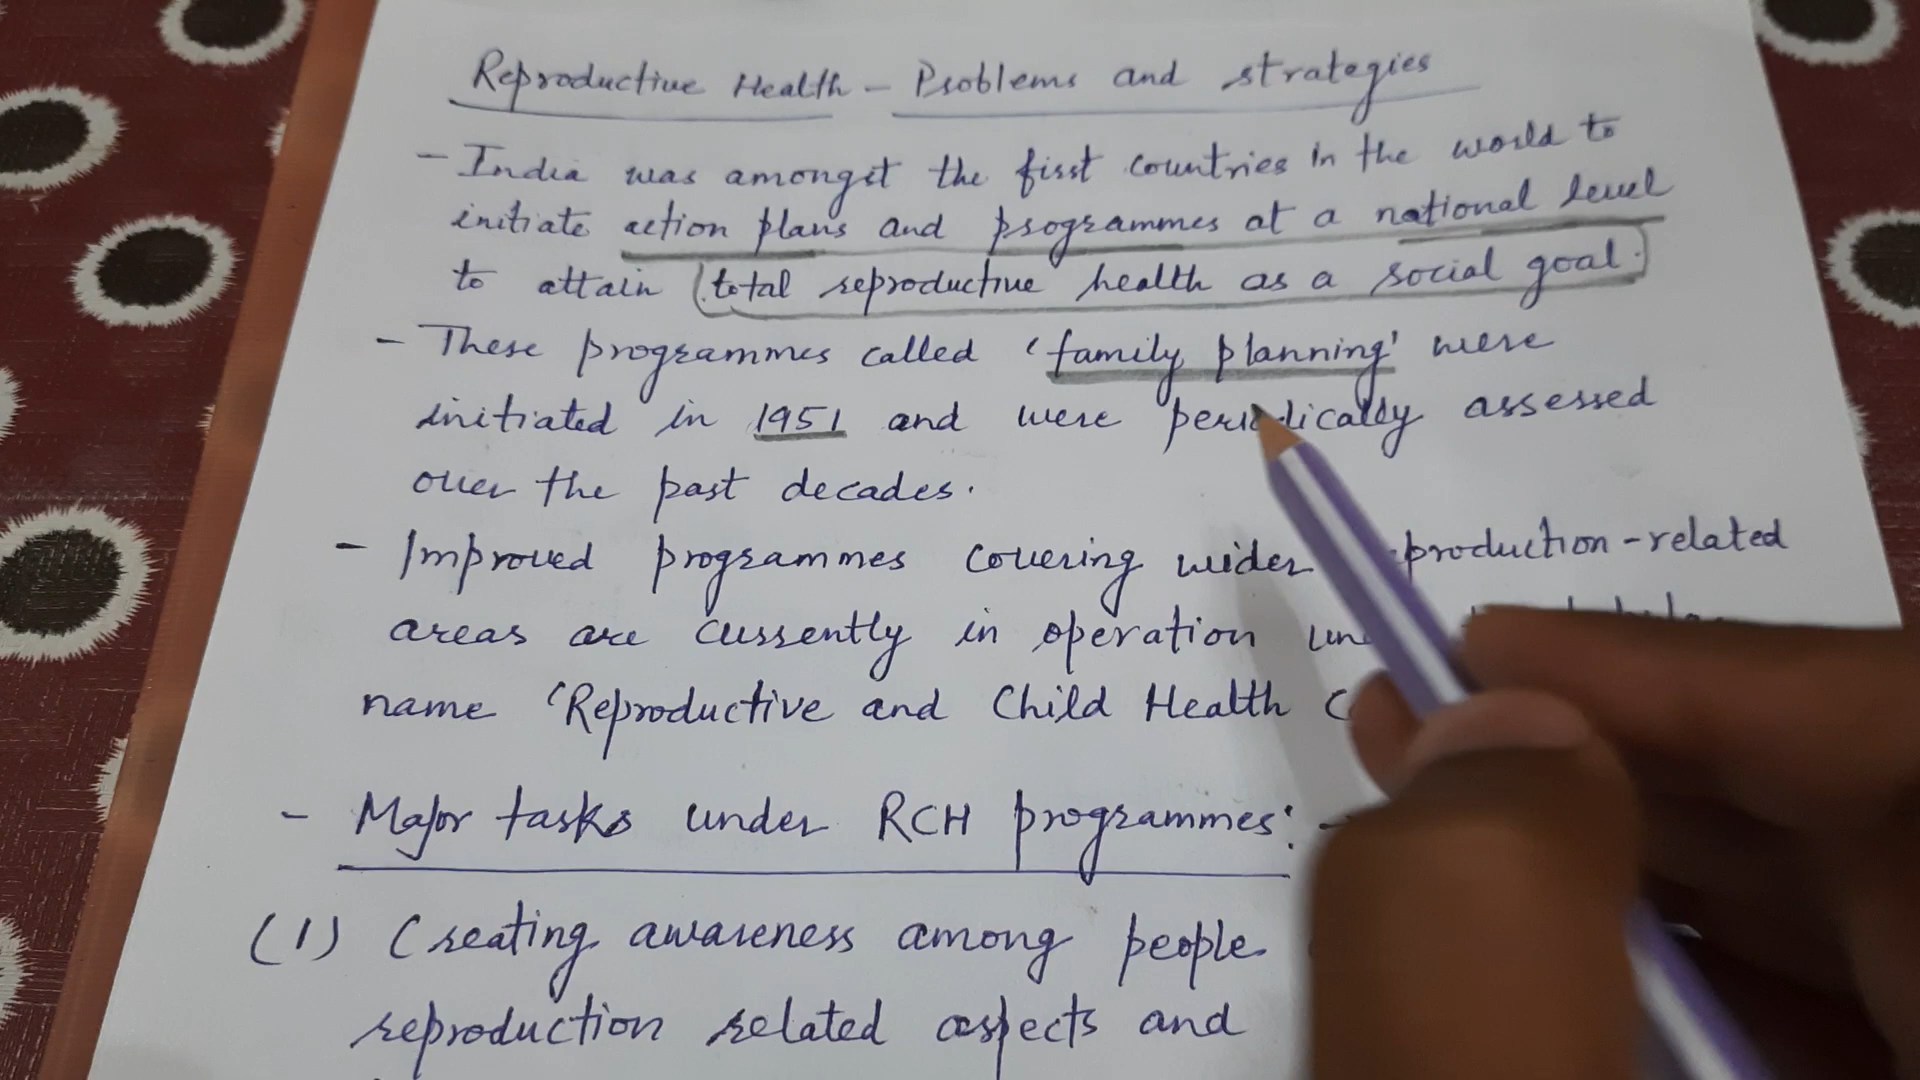 Reproductive Health - Problems and strategies
- India was amongst the first countries in the world to
initiate action plans and programmes at a national level
to attain total reproductive health as a social goal.
- These programmes called 'family planning' were
initiated in 1951 and were periodically assessed
over the past decades.
- Improved programmes covering wider production-related
areas are currently in operation
name 'Reproductive and Child Health
- Major tasks under RCH programmes: -
(1) Creating awareness among people
reproduction related aspects and